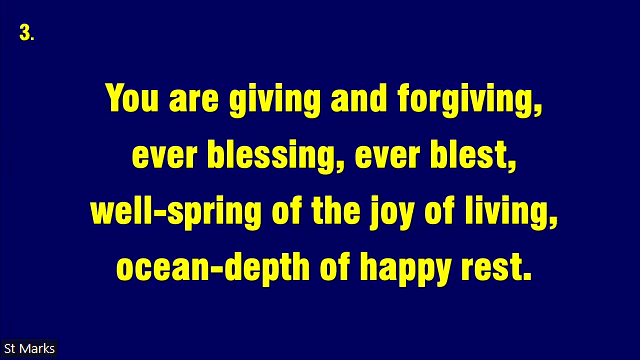 3.
You are giving and forgiving,
ever blessing, ever blest,
well-spring of the joy of living,
ocean-depth of happy rest.
St Marks